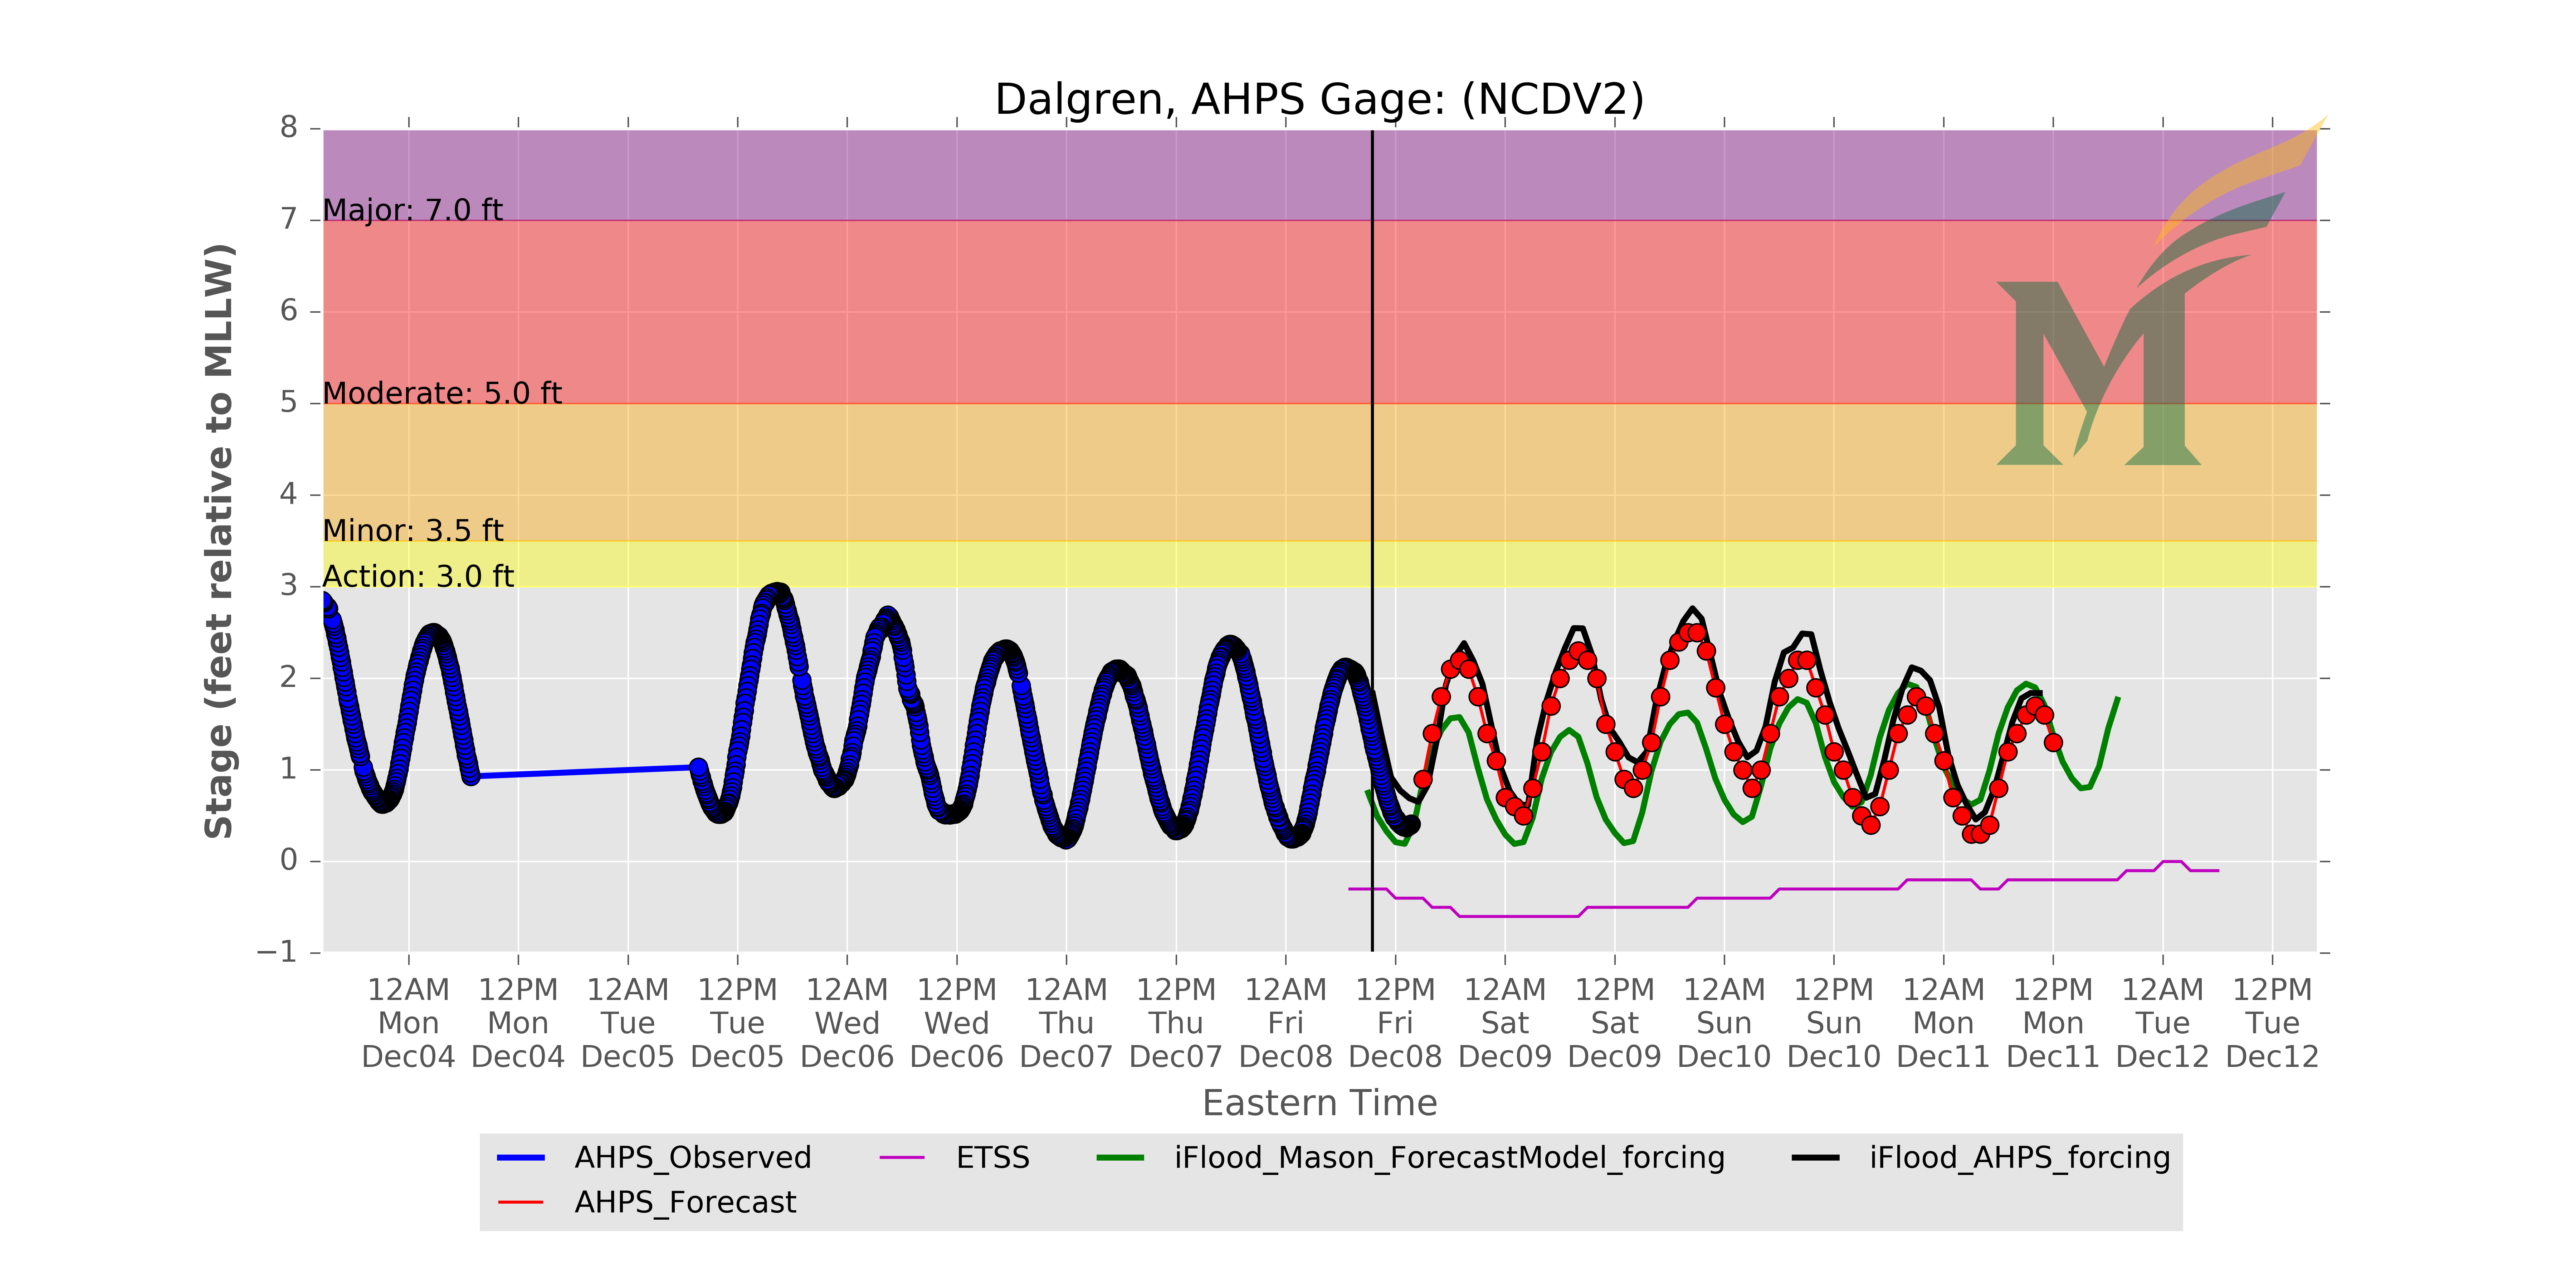 Dalgren, AHPS Gage: (NCDV2)
Stage (feet relative to MLLW)
8
7
6
5
4
3
2
1
0
−1
Major: 7.0 ft
Moderate: 5.0 ft
Minor: 3.5 ft
Action: 3.0 ft
M
12AM 12PM 12AM 12PM 12AM 12PM 12AM 12PM 12AM 12PM 12AM 12PM 12AM 12PM 12AM 12PM 12AM 12PM
Mon Mon Tue Tue Wed Wed Thu Thu Fri Fri Sat Sat Sun Sun Mon Mon Tue Tue
Dec04 Dec04 Dec05 Dec05 Dec06 Dec06 Dec07 Dec07 Dec08 Dec08 Dec09 Dec09 Dec10 Dec10 Dec11 Dec11 Dec12 Dec12
Eastern Time
AHPS_Observed ETSS iFlood_Mason_ForecastModel_forcing iFlood_AHPS_forcing
AHPS_Forecast